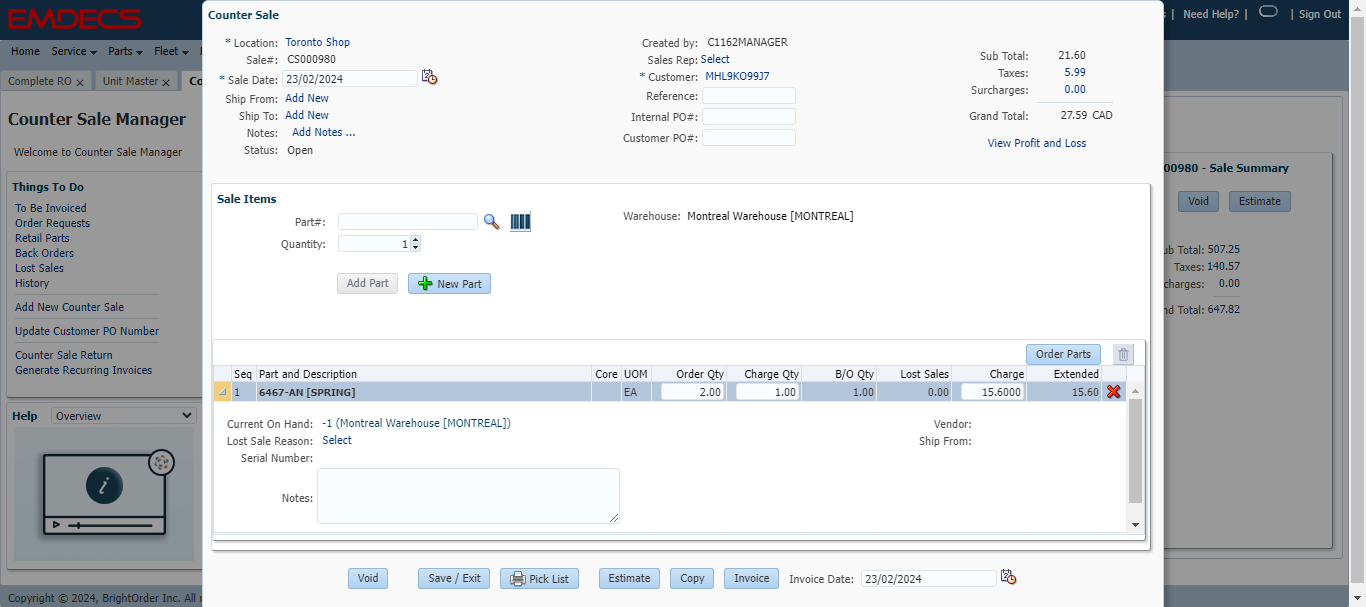 EMDECS
Need Help? | | Sign Out
Home Service Parts Fleet
Complete RO Unit Master Co
Counter Sale Manager
Welcome to Counter Sale Manager
Things To Do
To Be Invoiced
Order Requests
Retail Parts
Back Orders
Lost Sales
History
Add New Counter Sale
Update Customer PO Number
Counter Sale Return
Generate Recurring Invoices
Help Overview
Copyright © 2024, BrightOrder Inc. All
Counter Sale
* Location: Toronto Shop
Sale#: CS000980
* Sale Date: 23/02/2024
Ship From: Add New
Ship To: Add New
Notes: Add Notes ...
Status: Open
Created by: C1162MANAGER
Sales Rep: Select
* Customer: MHL9KO99J7
Reference:
Internal PO#:
Customer PO#:
Sub Total: 21.60
Taxes: 5.99
Surcharges: 0.00
Grand Total: 27.59 CAD
View Profit and Loss
Sale Items
Part#:
Quantity: 1
Warehouse: Montreal Warehouse [MONTREAL]
Add Part New Part
Order Parts
Seq Part and Description Core UOM Order Qty Charge Qty B/O Qty Lost Sales Charge Extended
1 6467-AN [SPRING] EA 2.00 1.00 1.00 0.00 15.6000 15.60
Current On Hand: -1 (Montreal Warehouse [MONTREAL])
Lost Sale Reason: Select
Serial Number:
Notes:
Vendor:
Ship From:
Void Save / Exit Pick List Estimate Copy Invoice Invoice Date: 23/02/2024
00980 - Sale Summary
Void Estimate
ub Total: 507.25
Taxes: 140.57
charges: 0.00
nd Total: 647.82